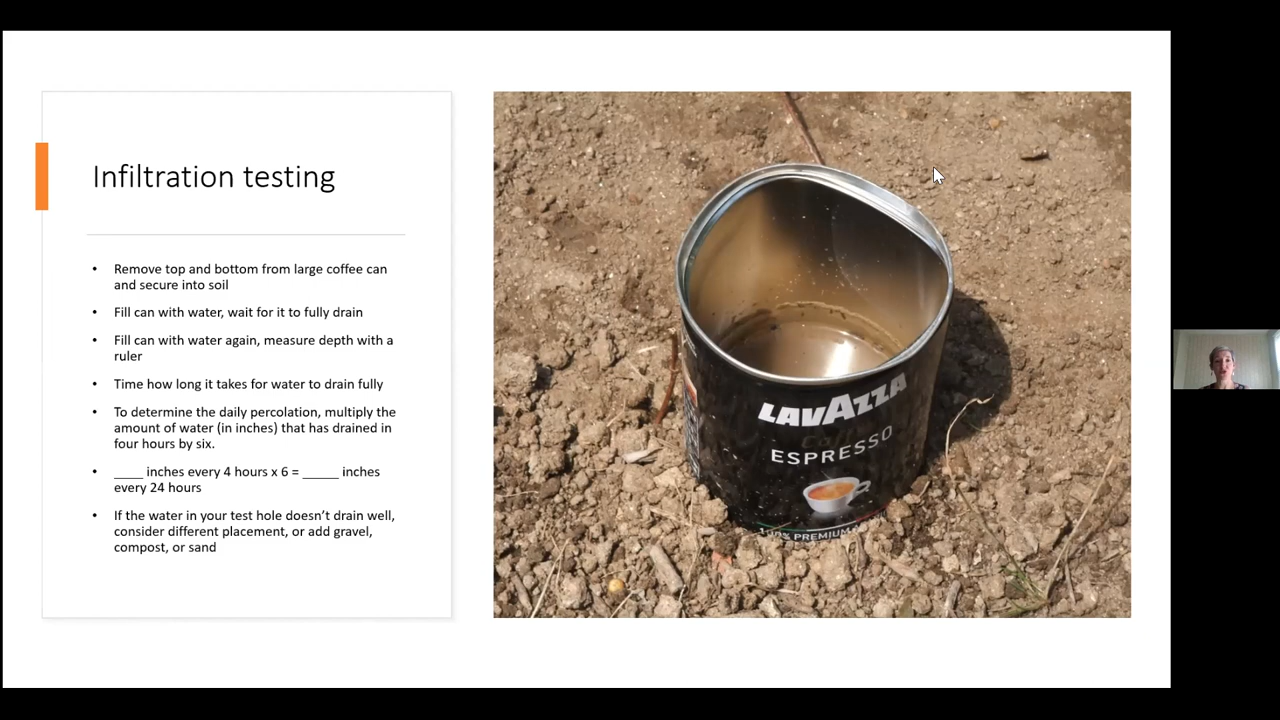 Infiltration testing
• Remove top and bottom from large coffee can
and secure into soil
• Fill can with water, wait for it to fully drain
• Fill can with water again, measure depth with a
ruler
• Time how long it takes for water to drain fully
• To determine the daily percolation, multiply the
amount of water (in inches) that has drained in
four hours by six.
• ____ inches every 4 hours x 6 = _____ inches
every 24 hours
• If the water in your test hole doesn’t drain well,
consider different placement, or add gravel,
compost, or sand
LAVAZZA
ESPRESSO
100% PREMIUM